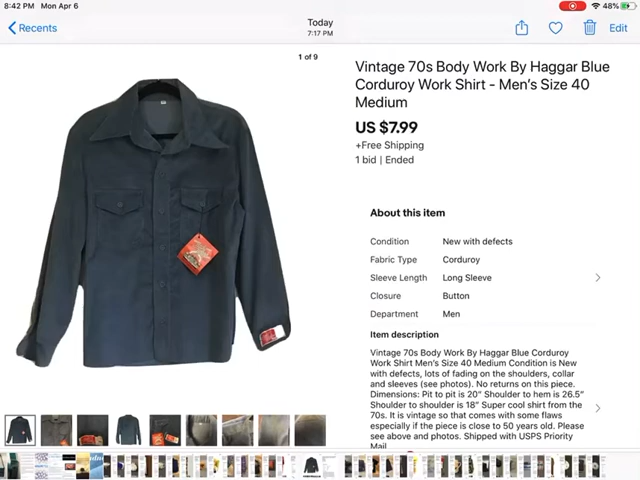 8:42 PM Mon Apr 6
48%
Recents
Today
7:17 PM
Edit
1 of 9
Vintage 70s Body Work By Haggar Blue
Corduroy Work Shirt - Men's Size 40
Medium
US $7.99
+Free Shipping
1 bid | Ended
About this item
Condition New with defects
Fabric Type Corduroy
Sleeve Length Long Sleeve
Closure Button
Department Men
Item description
Vintage 70s Body Work By Haggar Blue Corduroy
Work Shirt Men's Size 40 Medium Condition is New
with defects, lots of fading on the shoulders, collar
and sleeves (see photos). No returns on this piece.
Dimensions: Pit to pit is 20" Shoulder to hem is 26.5"
Shoulder to shoulder is 18" Super cool shirt from the
70s. It is vintage so that comes with some flaws
especially if the piece is close to 50 years old. Please
see above and photos. Shipped with USPS Priority
Mail